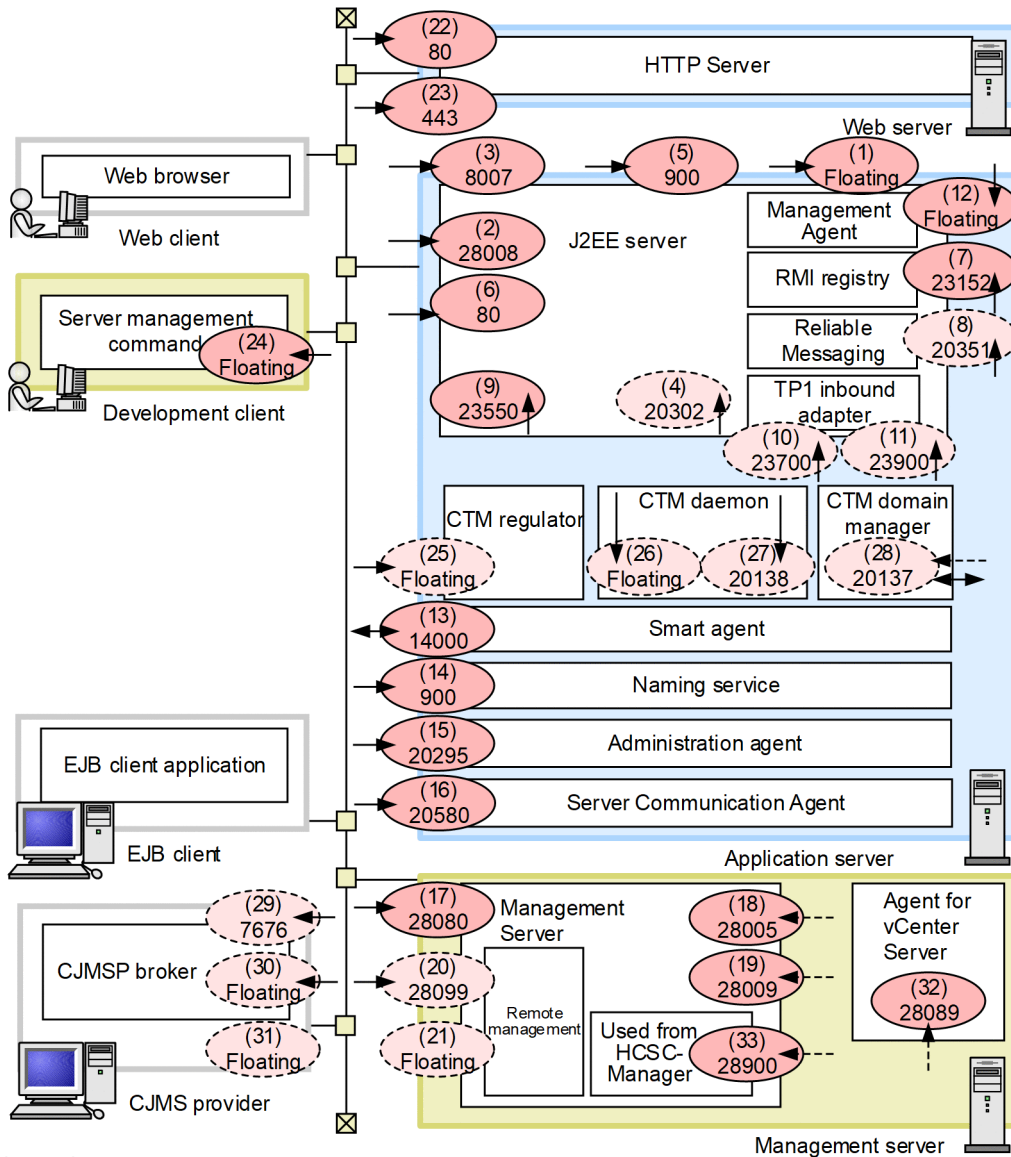 (22)
80
HTTP Server
(23)
443
Web server
Web browser
Web client
(3)
8007
(5)
900
(1)
Floating
(12)
Floating
Management
Agent
(2)
28008
J2EE server
(7)
23152
RMI registry
(6)
80
Server management
command
(24)
Floating
Development client
Reliable
Messaging
(8)
20351
(9)
23550
(4)
20302
TP1 inbound
adapter
(10)
23700
(11)
23900
CTM regulator
CTM daemon
CTM domain
manager
(25)
Floating
(26)
Floating
(27)
20138
(28)
20137
(13)
14000
Smart agent
(14)
900
Naming service
(15)
20295
Administration agent
(16)
20580
Server Communication Agent
EJB client application
EJB client
Application server
(17)
28080
Management
Server
(18)
28005
Agent for
vCenter
Server
(29)
7676
CJMSP broker
(30)
Floating
(20)
28099
(19)
28009
(32)
28089
Remote
management
(31)
Floating
(21)
Floating
Used from
HCSC-
Manager
(33)
28900
CJMS provider
Management server